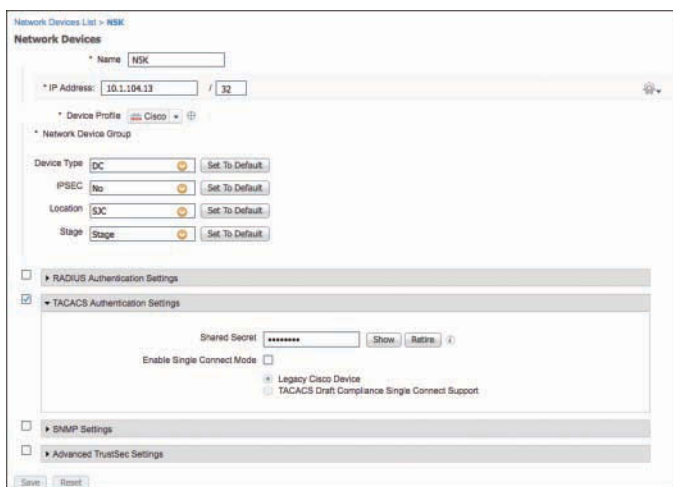 Network Devices List > N5K
Network Devices
* Name N5K
* IP Address: 10.1.104.13 / 32
* Device Profile Cisco
* Network Device Group
Device Type DC Set To Default
IPSEC No Set To Default
Location SJC Set To Default
Stage Stage Set To Default
RADIUS Authentication Settings
TACACS Authentication Settings
Shared Secret •••••••• Show Retire
Enable Single Connect Mode
Legacy Cisco Device
TACACS Draft Compliance Single Connect Support
SNMP Settings
Advanced TrustSec Settings
Save Reset